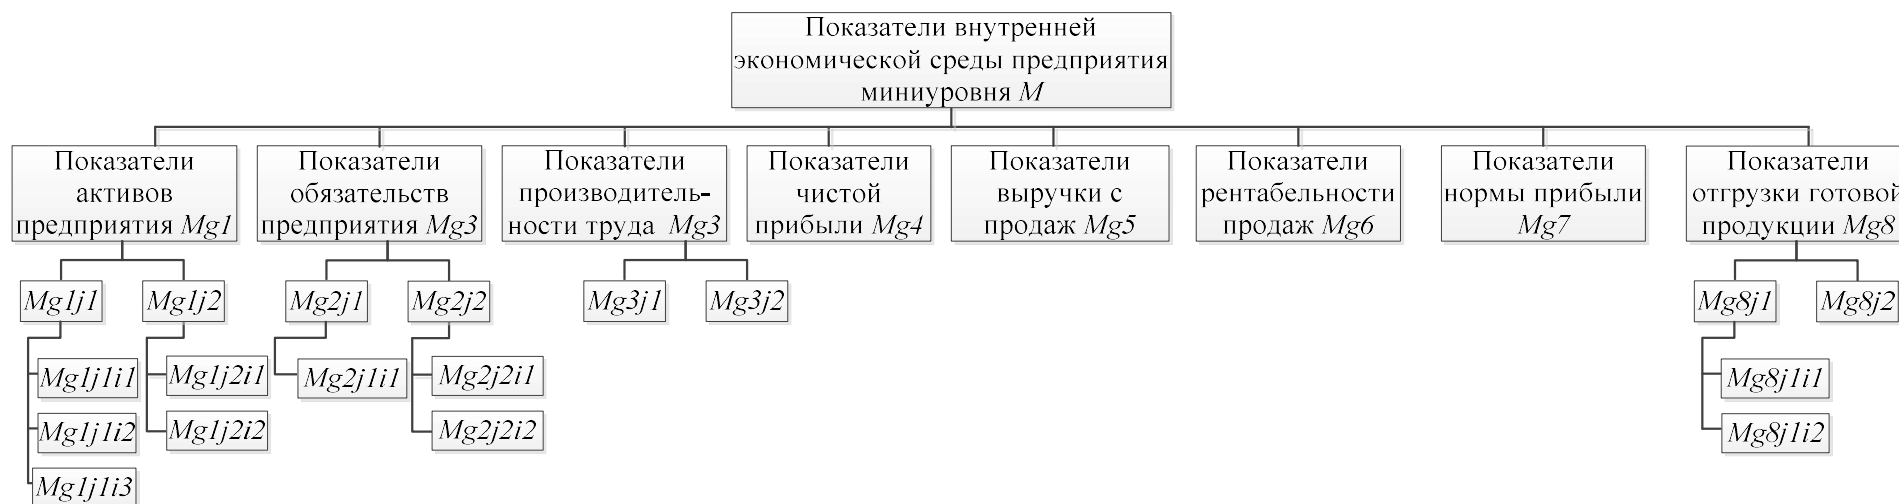 Показатели внутренней
экономической среды предприятия
миниуровня M
Показатели
активов
предприятия Mg1
Показатели
обязательств
предприятия Mg3
Показатели
производитель-
ности труда Mg3
Показатели
чистой
прибыли Mg4
Показатели
выручки с
продаж Mg5
Показатели
рентабельности
продаж Mg6
Показатели
нормы прибыли
Mg7
Показатели
отгрузки готовой
продукции Mg8
Mg1j1
Mg1j2
Mg2j1
Mg2j2
Mg3j1
Mg3j2
Mg8j1
Mg8j2
Mg1j1i1
Mg1j2i1
Mg2j1i1
Mg2j2i1
Mg8j1i1
Mg1j1i2
Mg1j2i2
Mg2j2i2
Mg8j1i2
Mg1j1i3